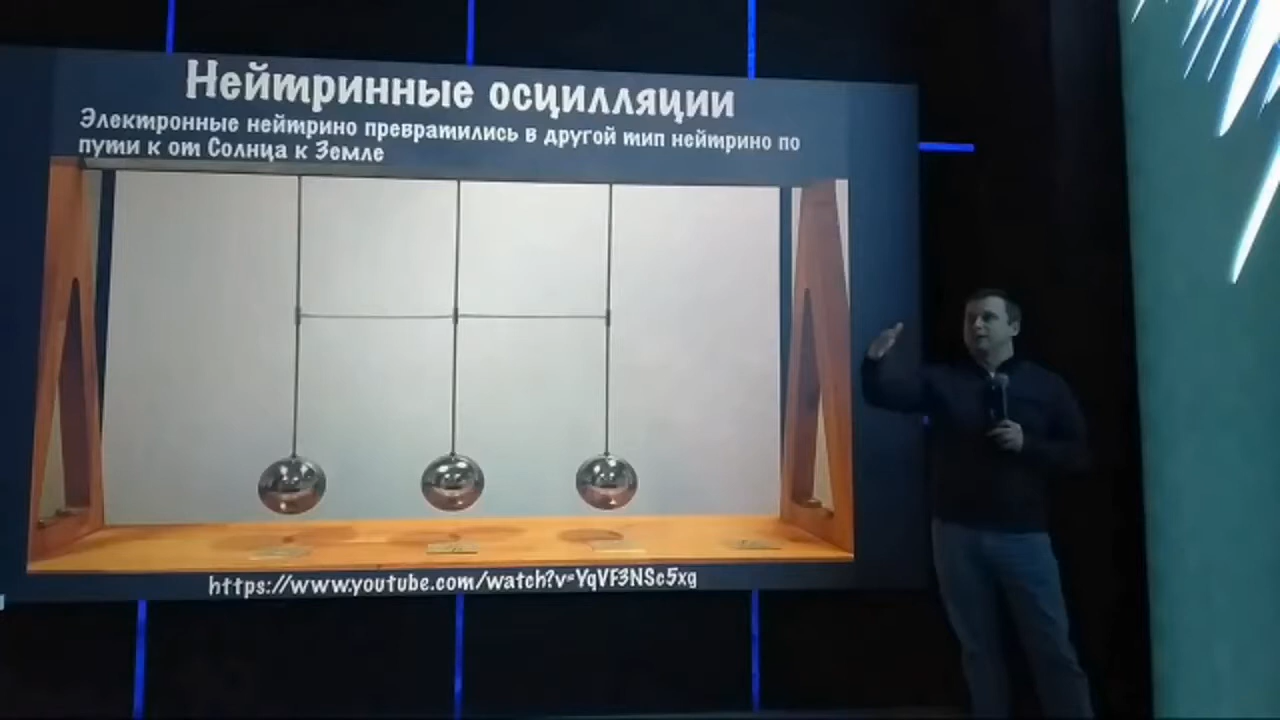 Нейтринные осцилляции
Электронные нейтрино превратились в другой тип нейтрино по
пути к от Солнца к Земле
https://www.youtube.com/watch?v=YqVF3NSc5xg